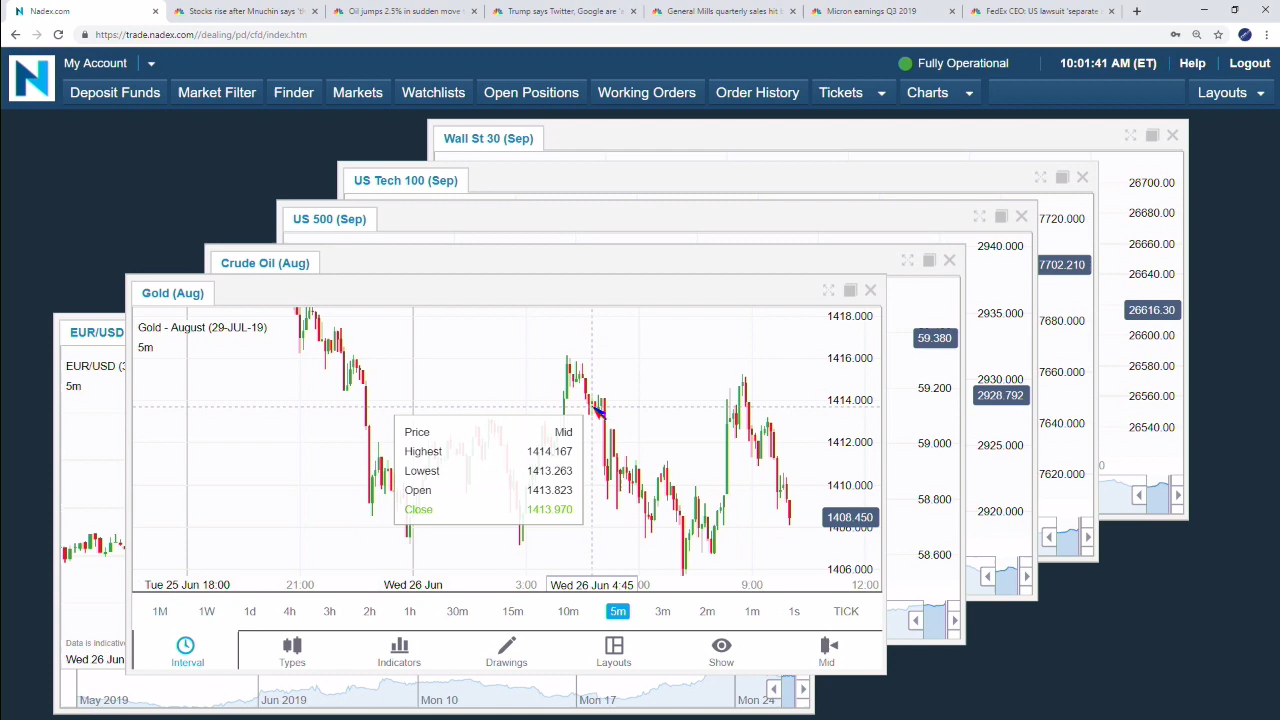 Nadex.com
Stocks rise after Mnuchin says 'th
Oil jumps 2.5% in sudden move
Trump says Twitter, Google are '
General Mills quarterly sales hit b
Micron earnings Q3 2019
FedEx CEO: US lawsuit 'separate
https://trade.nadex.com//dealing/pd/cfd/index.htm
N
My Account
Fully Operational
10:01:41 AM (ET)
Help
Logout
Deposit Funds
Market Filter
Finder
Markets
Watchlists
Open Positions
Working Orders
Order History
Tickets
Charts
Layouts
Wall St 30 (Sep)
26700.00
26680.00
26660.00
26640.00
26616.30
26600.00
26580.00
26560.00
26540.00
US Tech 100 (Sep)
7720.000
7702.210
7680.000
7660.000
7640.000
7620.000
US 500 (Sep)
2940.000
2935.000
2930.000
2928.792
2925.000
2920.000
Crude Oil (Aug)
59.380
59.200
59.000
58.800
58.600
Gold (Aug)
Gold - August (29-JUL-19)
5m
1418.000
1416.000
1414.000
1412.000
1410.000
1408.450
1408.000
1406.000
Price Mid
Highest 1414.167
Lowest 1413.263
Open 1413.823
Close 1413.970
Tue 25 Jun 18:00
21:00
Wed 26 Jun
3:00
Wed 26 Jun 4:45
:00
9:00
12:00
1M 1W 1d 4h 3h 2h 1h 30m 15m 10m 5m 3m 2m 1m 1s TICK
Interval Types Indicators Drawings Layouts Show Mid
EUR/USD
EUR/USD (3
5m
Data is indicative
Wed 26 Jun
May 2019
Jun 2019
Mon 10
Mon 17
Mon 24